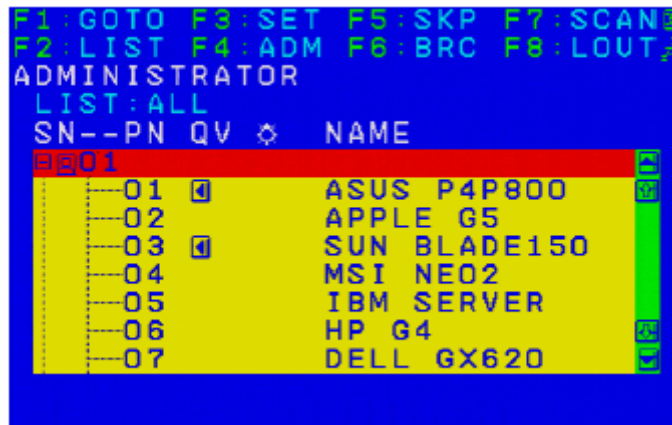 F1:GOTO F3:SET F5:SKP F7:SCAN
F2:LIST F4:ADM F6:BRC F8:LOUT
ADMINISTRATOR
LIST:ALL
SN--PN QV NAME
01
01 ASUS P4P800
02 APPLE G5
03 SUN BLADE150
04 MSI NEO2
05 IBM SERVER
06 HP G4
07 DELL GX620